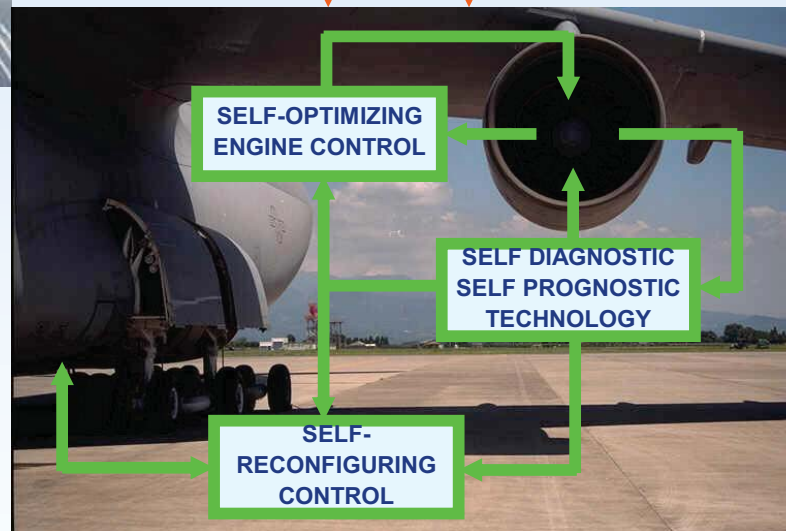 SELF-OPTIMIZING
ENGINE CONTROL
SELF DIAGNOSTIC
SELF PROGNOSTIC
TECHNOLOGY
SELF-
RECONFIGURING
CONTROL